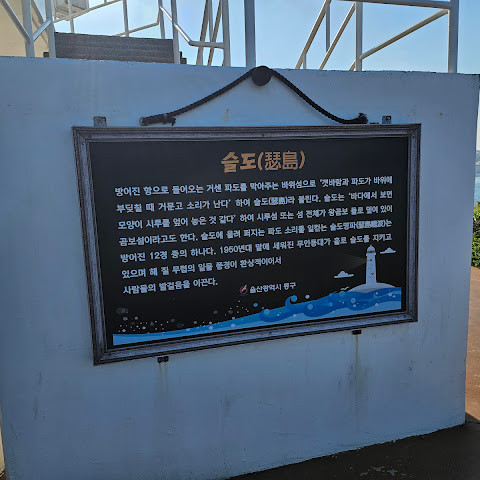 슬도(瑟島)
방어진 항으로 들어오는 거센 파도를 막아주는 바위섬으로 '갯바람과 파도가 바위에
부딪칠 때 거문고 소리가 난다' 하여 슬도(瑟島)라 불린다. 슬도는 '바다에서 보면
모양이 시루를 엎어 놓은 것 같다' 하여 시루섬 또는 섬 전체가 왕곰보 돌로 덮여 있어
곰보섬이라고도 한다. 슬도에 울려 퍼지는 파도 소리를 일컫는 슬도명파(瑟島鳴波)는
방어진 12경 중의 하나다. 1950년대 말에 세워진 무인등대가 홀로 슬도를 지키고
있으며 해 질 무렵의 일몰 풍경이 환상적이어서
사람들의 발걸음을 이끈다.
울산광역시 동구